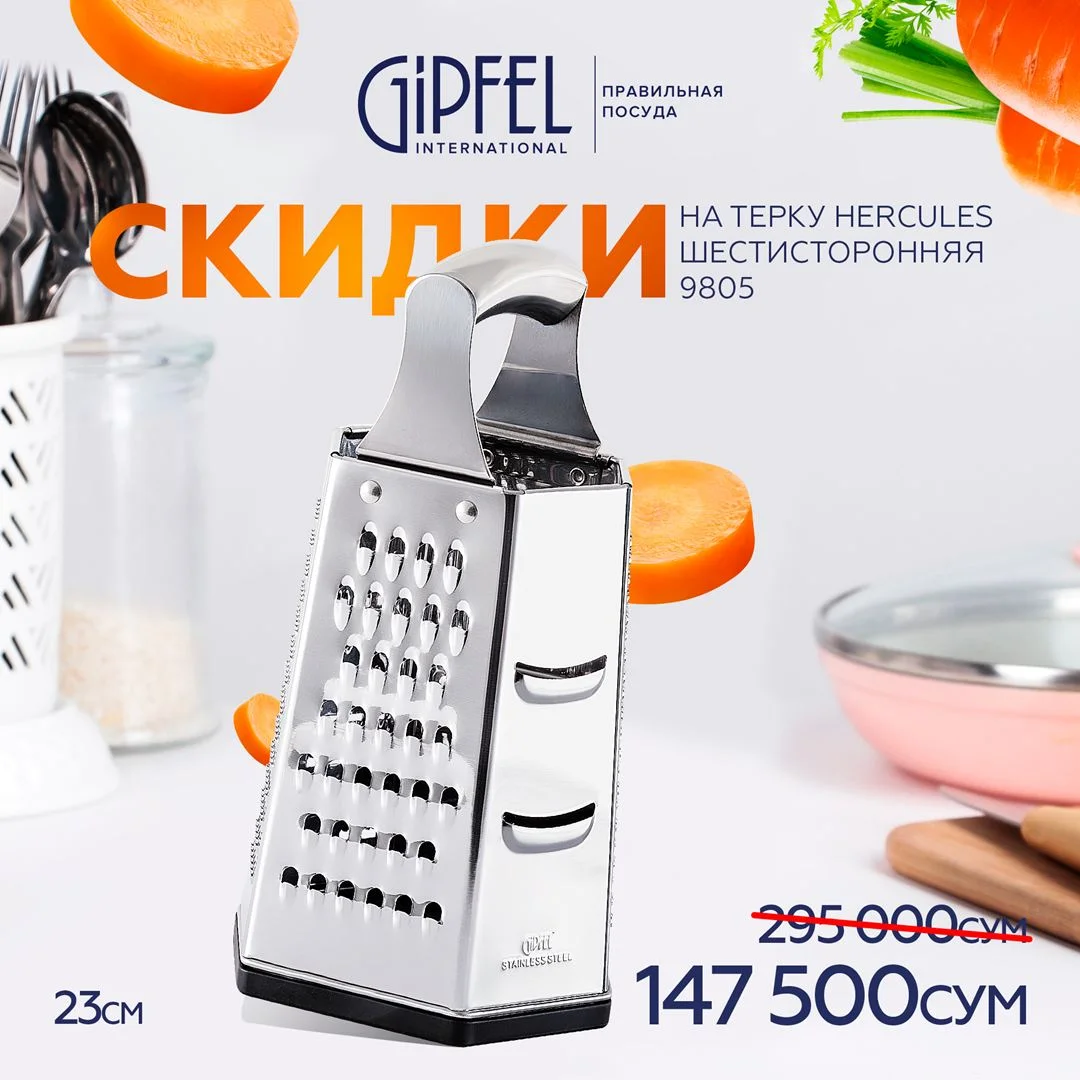 GIPFEL
INTERNATIONAL
ПРАВИЛЬНАЯ
ПОСУДА
СКИДКИ
НА ТЕРКУ HERCULES
ШЕСТИСТОРОННЯЯ
9805
GIPFEL
STAINLESS STEEL
295 000СУМ
147 500СУМ
23СМ